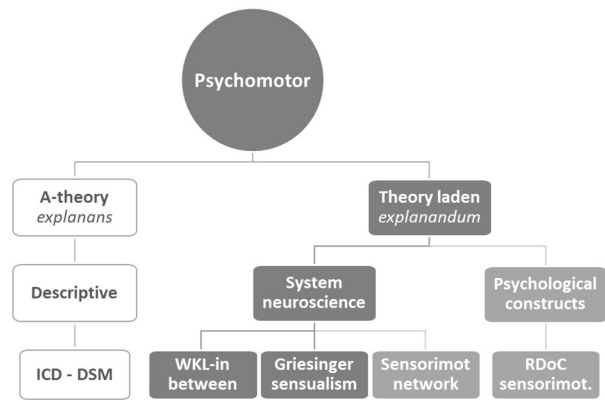 Psychomotor
A-theory
explanans
Theory laden
explanandum
Descriptive
System
neuroscience
Psychological
constructs
ICD - DSM
WKL-in
between
Griesinger
sensualism
Sensorimot
network
RDoC
sensorimot.